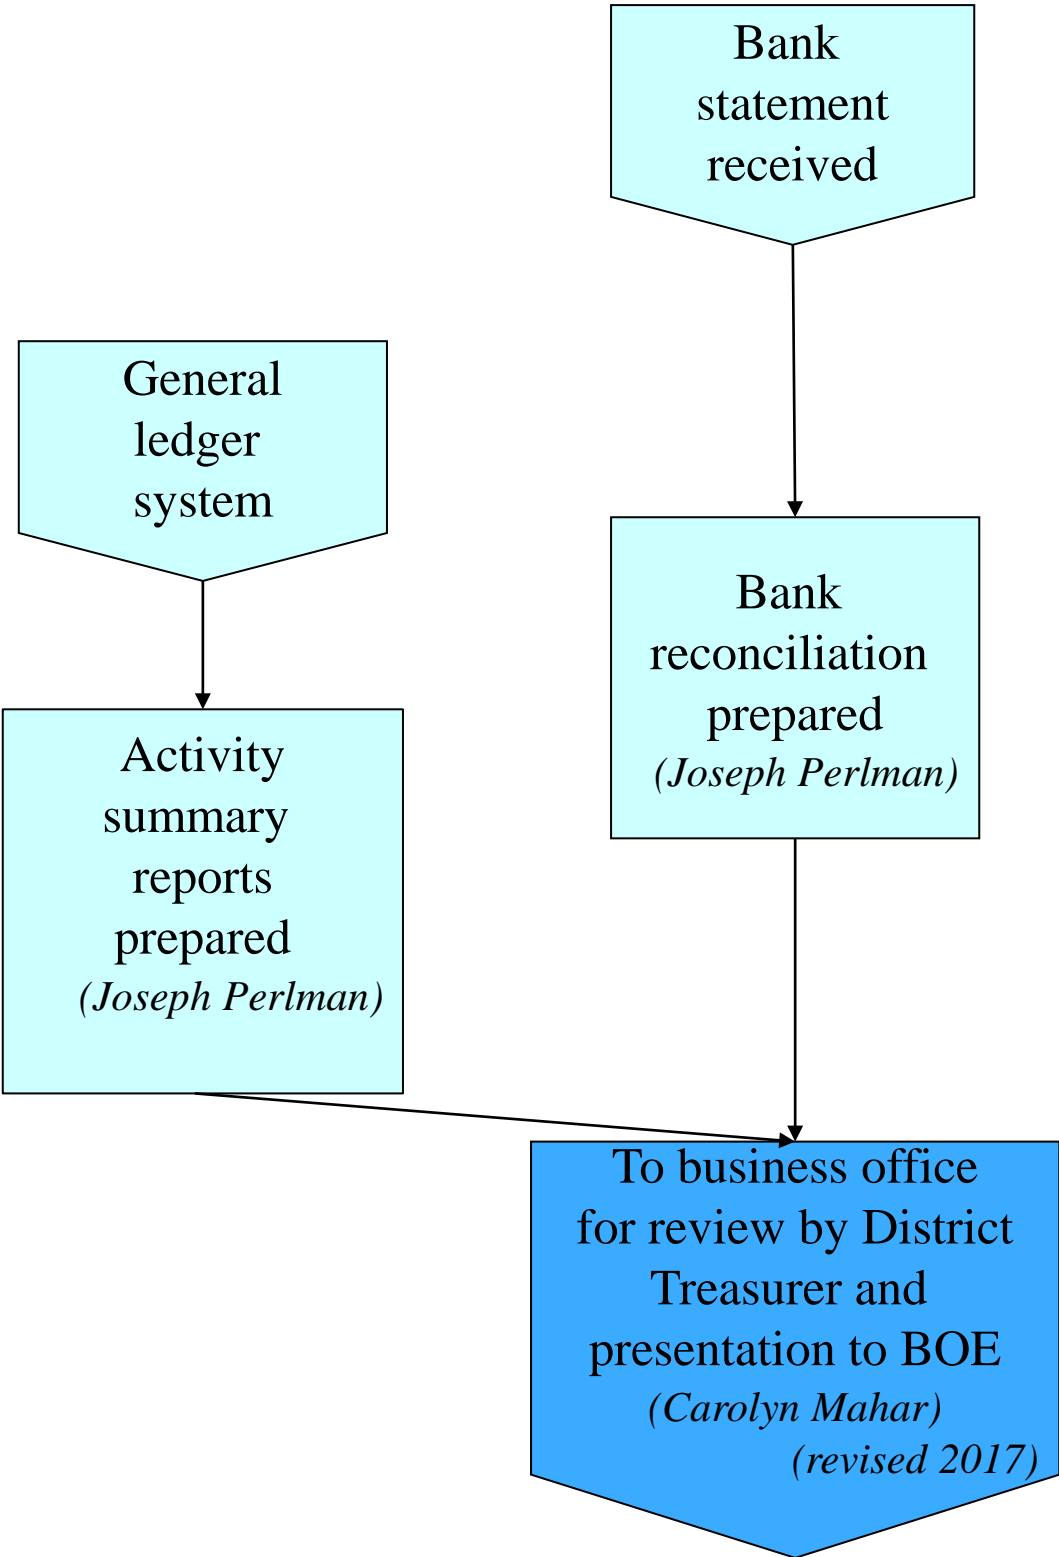 Bank
statement
received
General
ledger
system
Bank
reconciliation
prepared
(Joseph Perlman)
Activity
summary
reports
prepared
(Joseph Perlman)
To business office
for review by District
Treasurer and
presentation to BOE
(Carolyn Mahar)
(revised 2017)